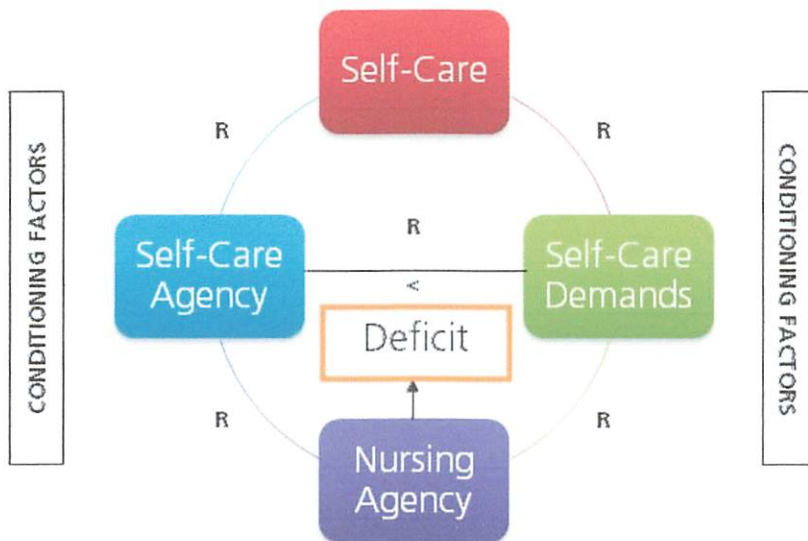 Self-Care
CONDITIONING FACTORS
R
R
CONDITIONING FACTORS
Self-Care
Agency
R
<
Self-Care
Demands
Deficit
R
R
Nursing
Agency